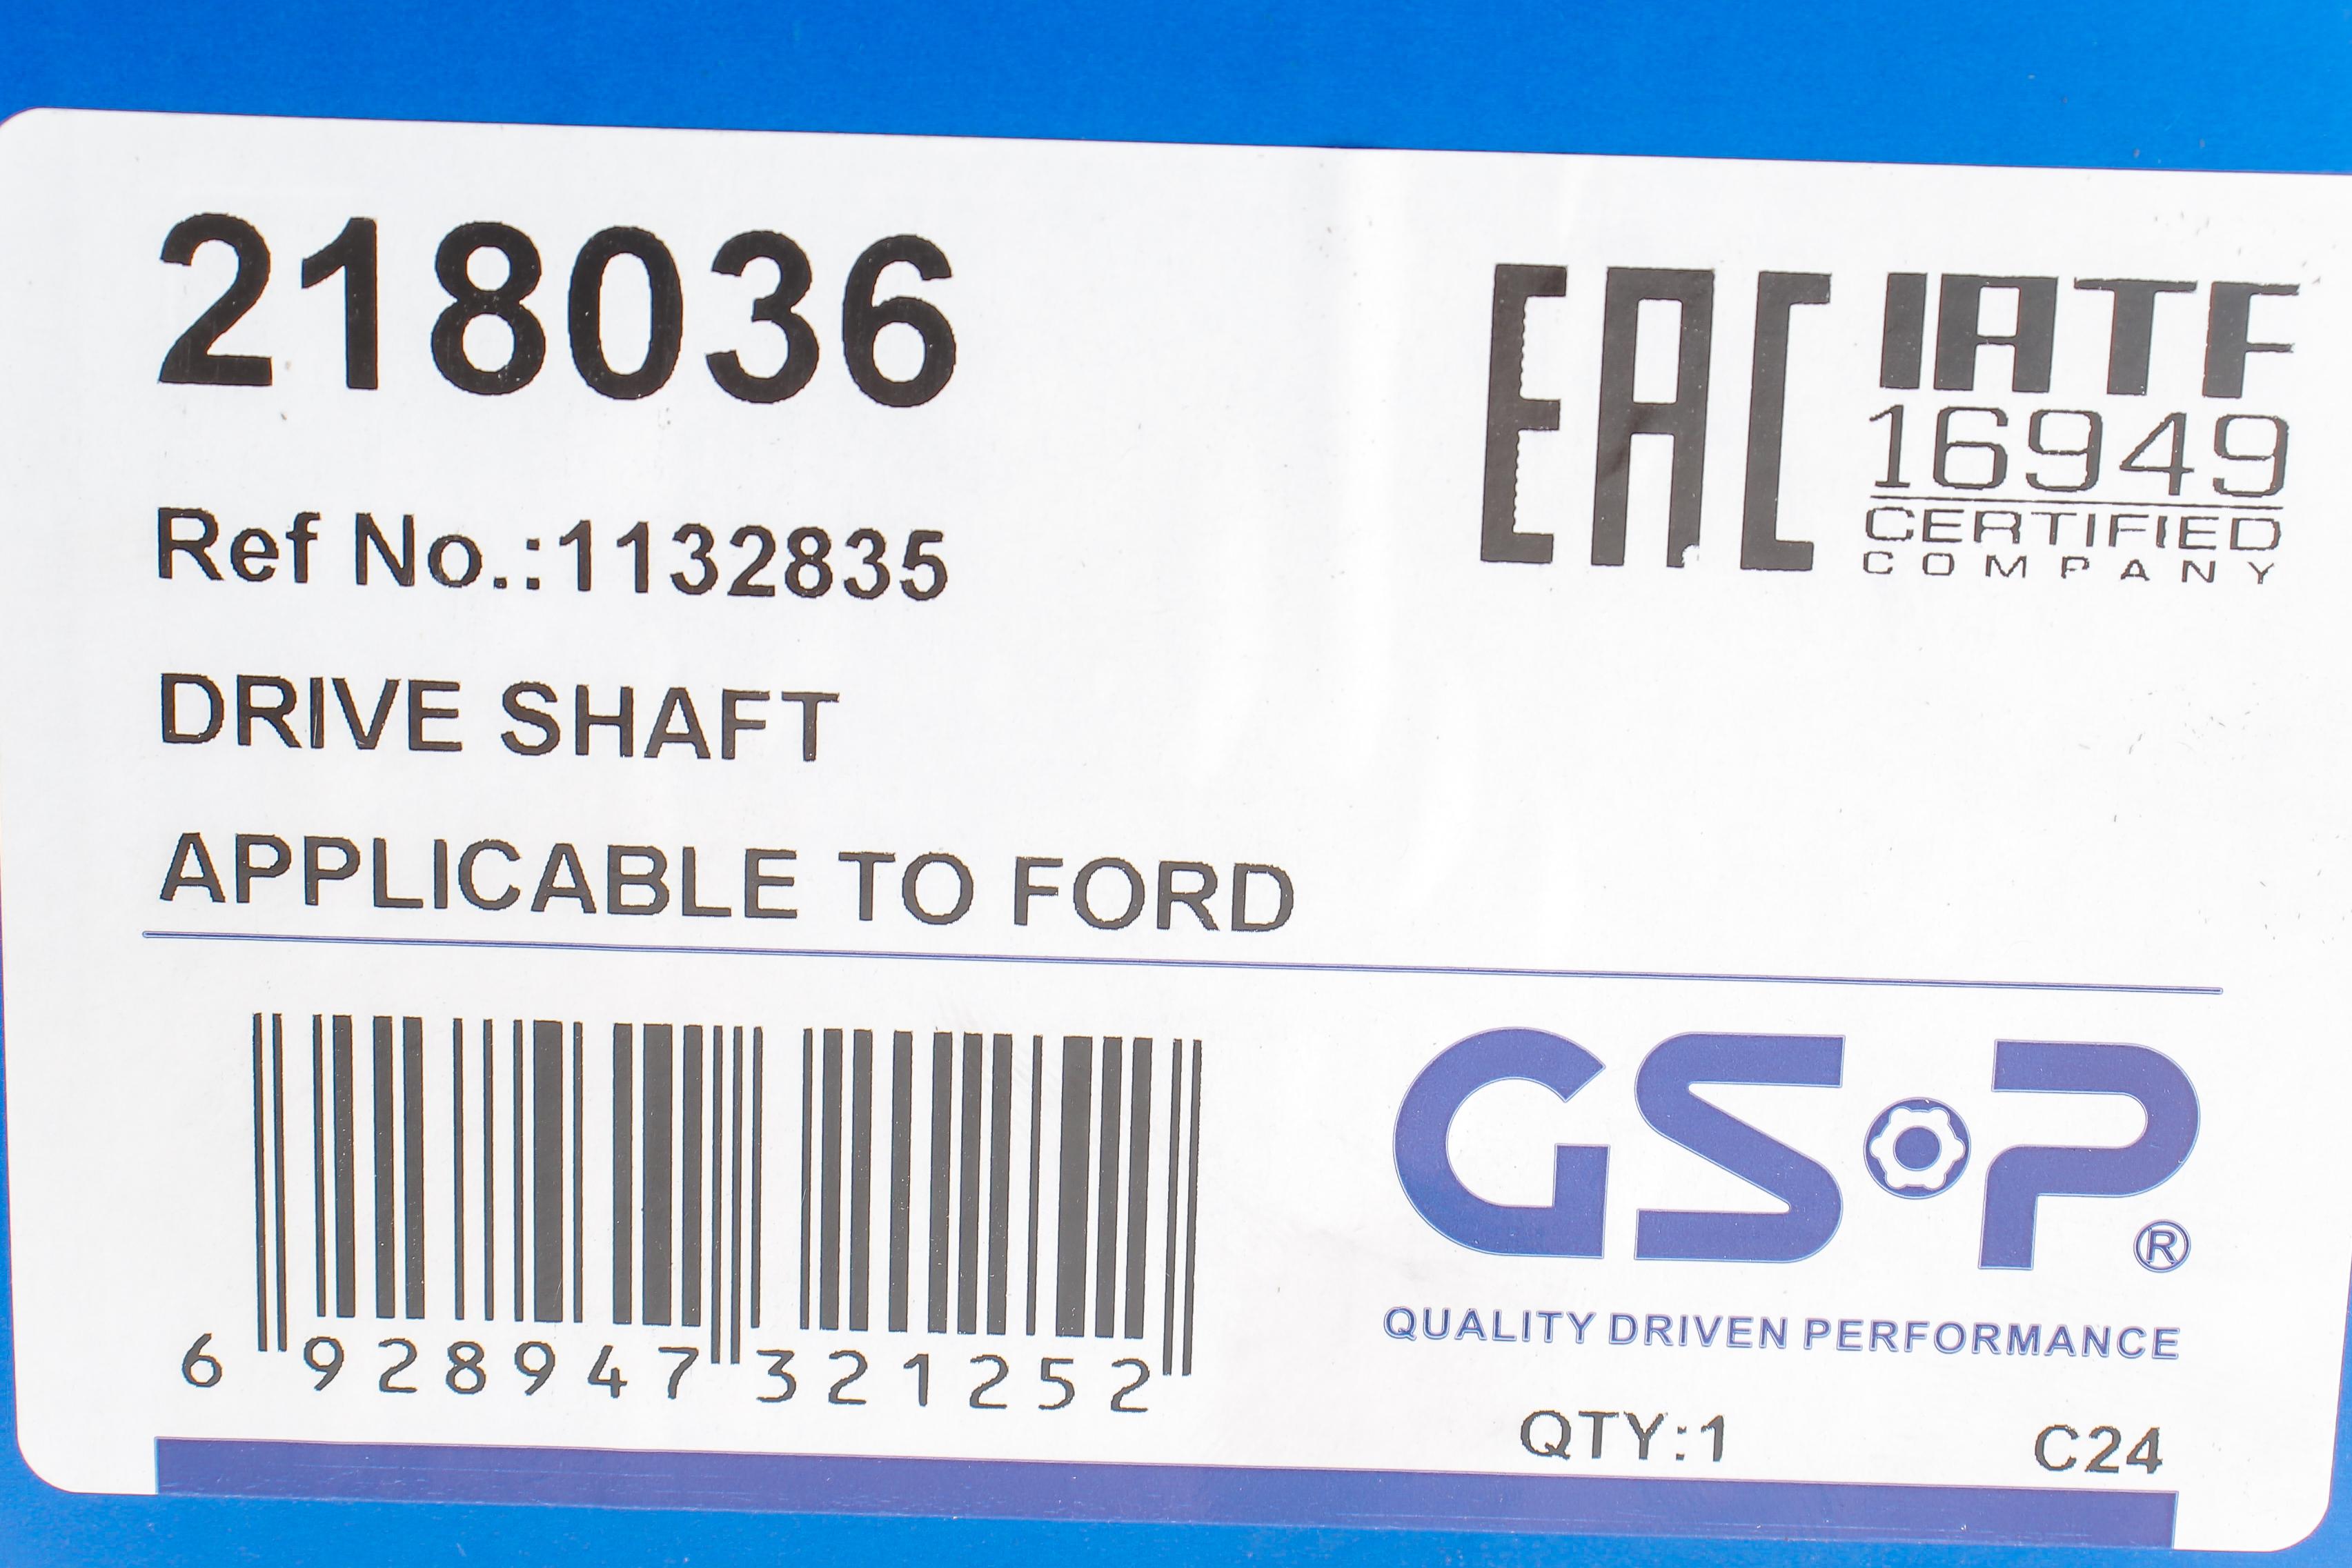 218036
Ref No.:1132835
DRIVE SHAFT
APPLICABLE TO FORD
EAC
IATF
16949
CERTIFIED
COMPANY
6 928947 321252
GSP®
QUALITY DRIVEN PERFORMANCE
QTY:1 C24